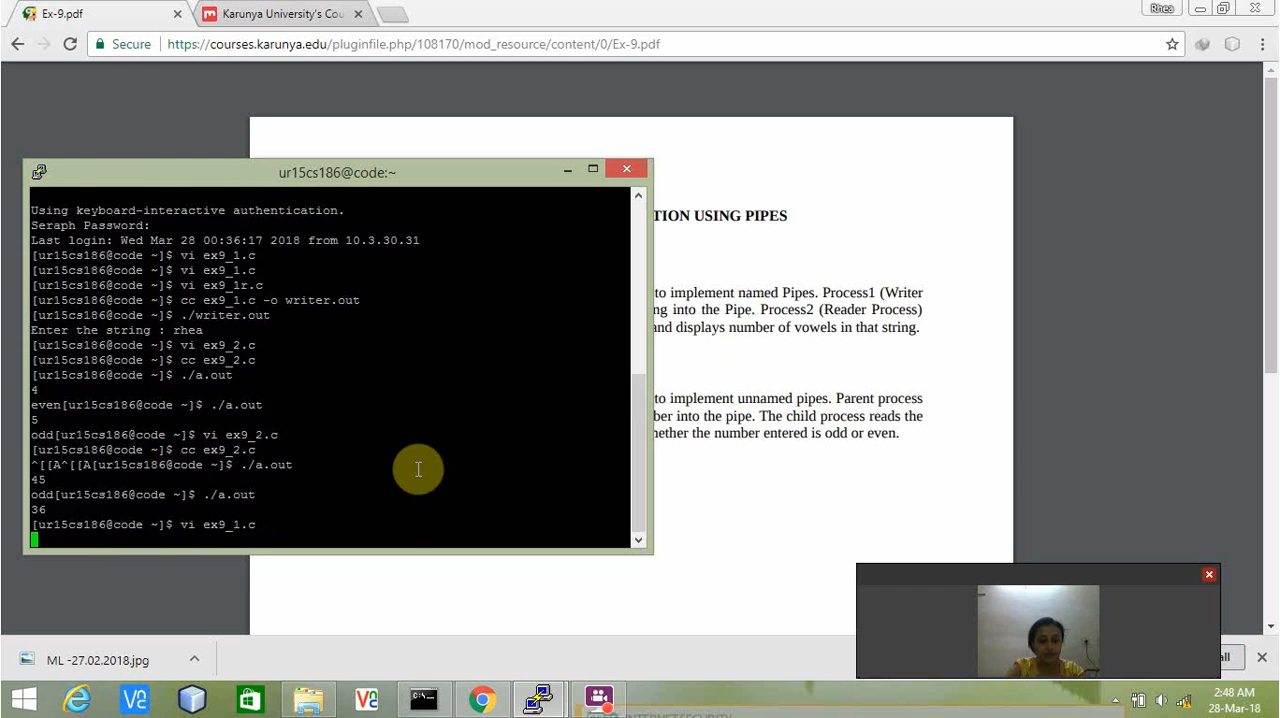 Ex-9.pdf
Karunya University's Cou
Rhea
Secure
https://courses.karunya.edu/pluginfile.php/108170/mod_resource/content/0/Ex-9.pdf
ur15cs186@code:~
Using keyboard-interactive authentication.
Seraph Password:
Last login: Wed Mar 28 00:36:17 2018 from 10.3.30.31
[ur15cs186@code ~]$ vi ex9_1.c
[ur15cs186@code ~]$ vi ex9_1.c
[ur15cs186@code ~]$ vi ex9_1r.c
[ur15cs186@code ~]$ cc ex9_1.c -o writer.out
[ur15cs186@code ~]$ ./writer.out
Enter the string : rhea
[ur15cs186@code ~]$ vi ex9_2.c
[ur15cs186@code ~]$ cc ex9_2.c
[ur15cs186@code ~]$ ./a.out
4
even[ur15cs186@code ~]$ ./a.out
5
odd[ur15cs186@code ~]$ vi ex9_2.c
[ur15cs186@code ~]$ cc ex9_2.c
^[[A^[[A[ur15cs186@code ~]$ ./a.out
45
odd[ur15cs186@code ~]$ ./a.out
36
[ur15cs186@code ~]$ vi ex9_1.c
TION USING PIPES
to implement named Pipes. Process1 (Writer
ng into the Pipe. Process2 (Reader Process)
and displays number of vowels in that string.
to implement unnamed pipes. Parent process
ber into the pipe. The child process reads the
hether the number entered is odd or even.
ML -27.02.2018.jpg
all
2:48 AM
28-Mar-18
INTERNETSECURITY